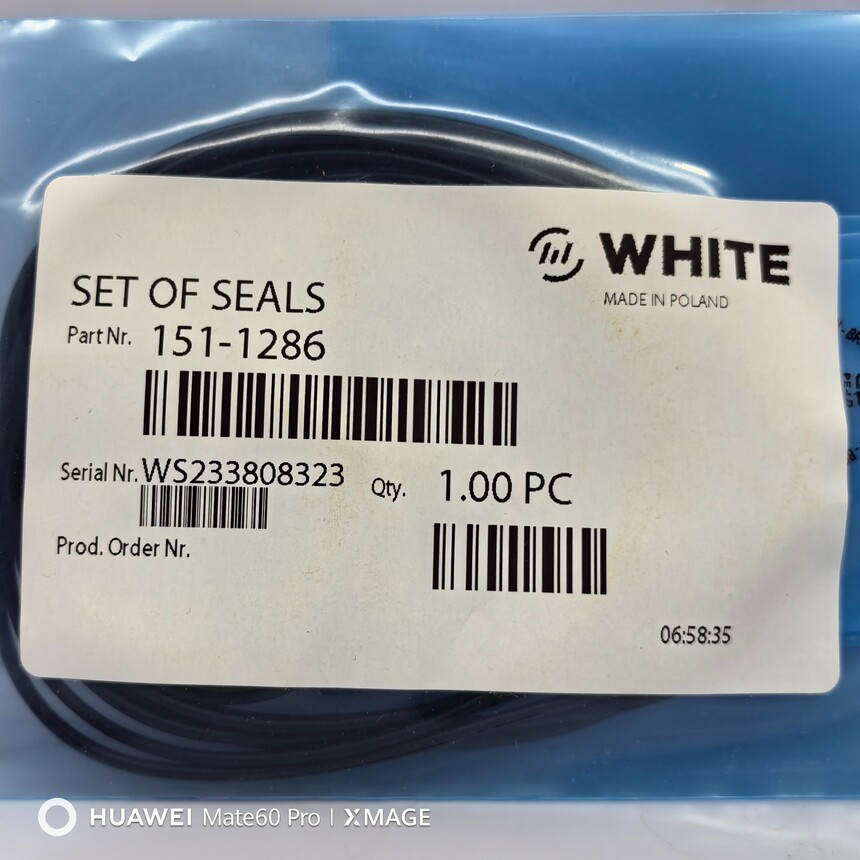 WHITE
MADE IN POLAND
SET OF SEALS
Part Nr. 151-1286
Serial Nr. WS233808323 Qty. 1.00 PC
Prod. Order Nr.
06:58:35
HUAWEI Mate60 Pro | XMAGE